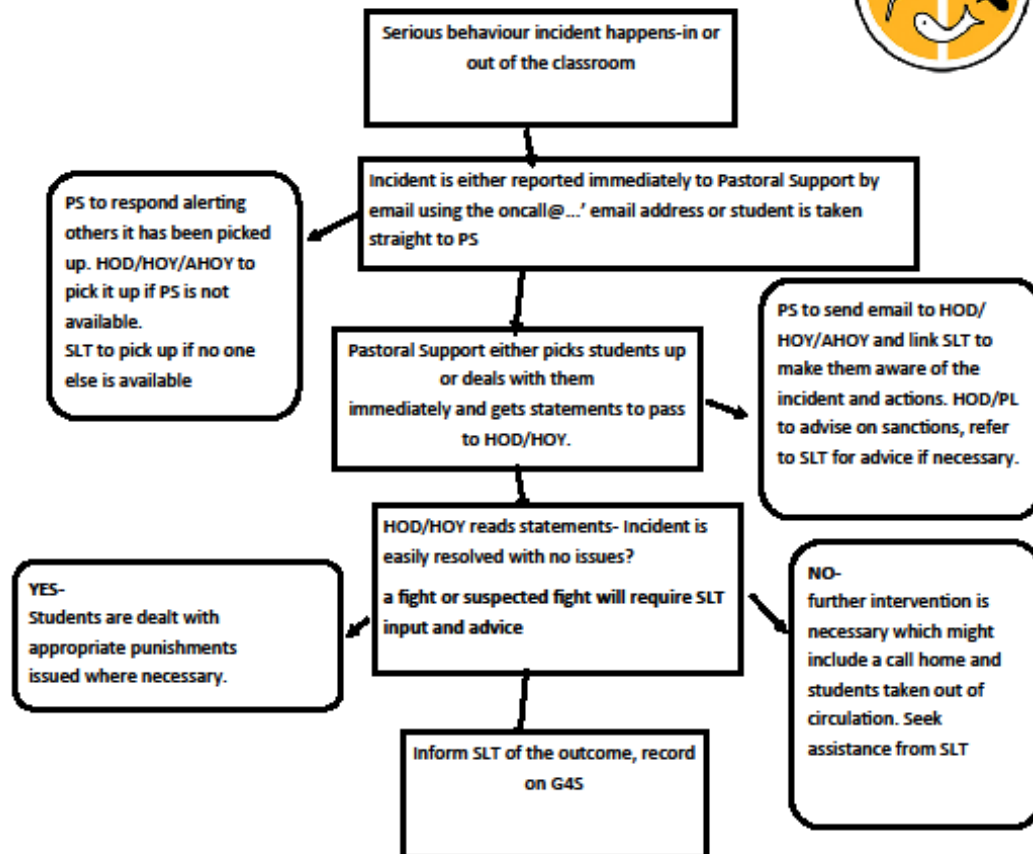 Serious behaviour incident happens-in or
out of the classroom
Incident is either reported immediately to Pastoral Support by
email using the oncall@...’ email address or student is taken
straight to PS
PS to respond alerting
others it has been picked
up. HOD/HOY/AHOY to
pick it up if PS is not
available.
SLT to pick up if no one
else is available
Pastoral Support either picks students up
or deals with them
immediately and gets statements to pass
to HOD/HOY.
PS to send email to HOD/
HOY/AHOY and link SLT to
make them aware of the
incident and actions. HOD/PL
to advise on sanctions, refer
to SLT for advice if necessary.
HOD/HOY reads statements- Incident is
easily resolved with no issues?
a fight or suspected fight will require SLT
input and advice
YES-
Students are dealt with
appropriate punishments
issued where necessary.
NO-
further intervention is
necessary which might
include a call home and
students taken out of
circulation. Seek
assistance from SLT
Inform SLT of the outcome, record
on G4S